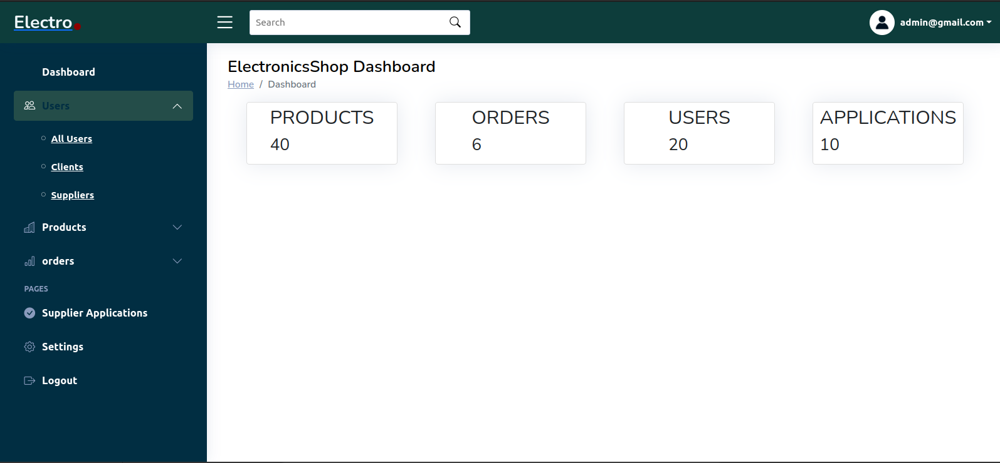 Electro
Search
admin@gmail.com
Dashboard
Users
All Users
Clients
Suppliers
Products
orders
PAGES
Supplier Applications
Settings
Logout
ElectronicsShop Dashboard
Home / Dashboard
PRODUCTS
40
ORDERS
6
USERS
20
APPLICATIONS
10